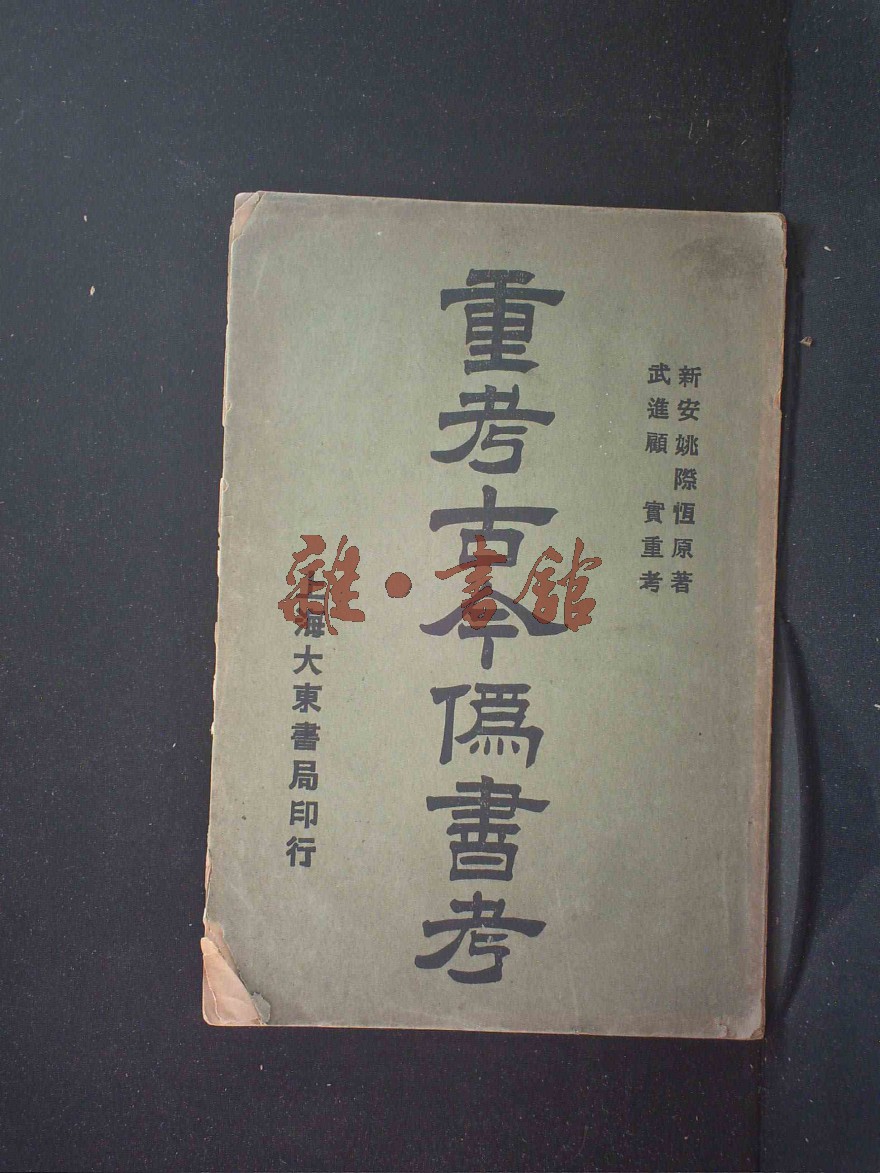 新安姚際恆原著
武進顧 實重考
重考古今僞書考
上海大東書局印行
雜·書館